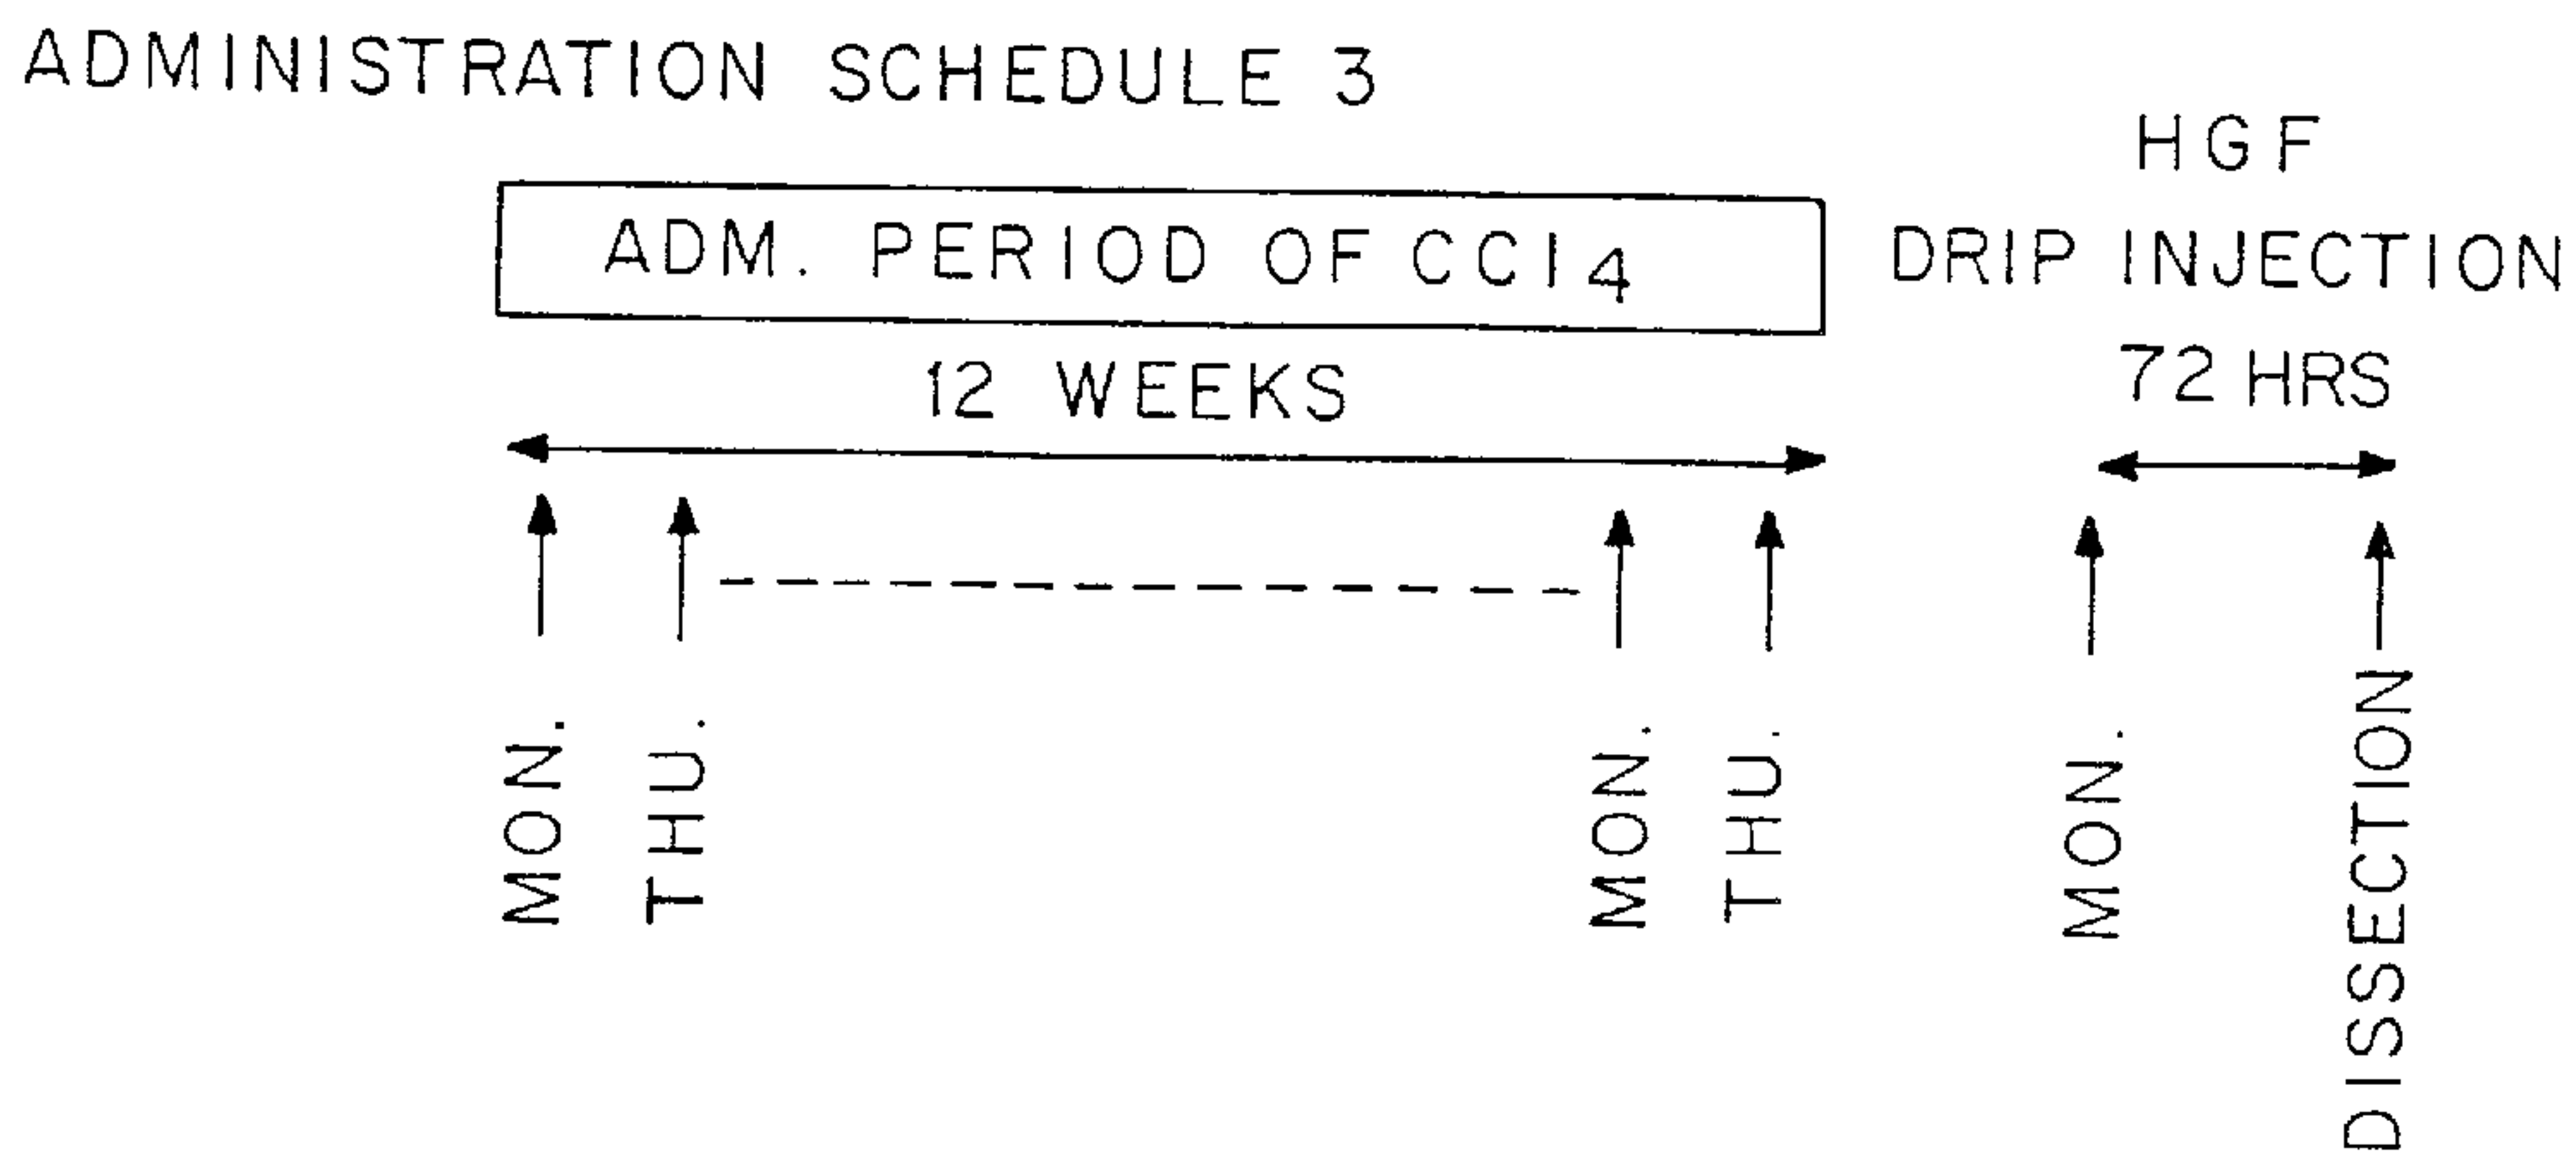 ADMINISTRATION SCHEDULE 3
HGF
DRIP INJECTION
72 HRS
ADM. PERIOD OF CCl4
12 WEEKS
MON.
THU.
MON.
THU.
MON.
DISSECTION